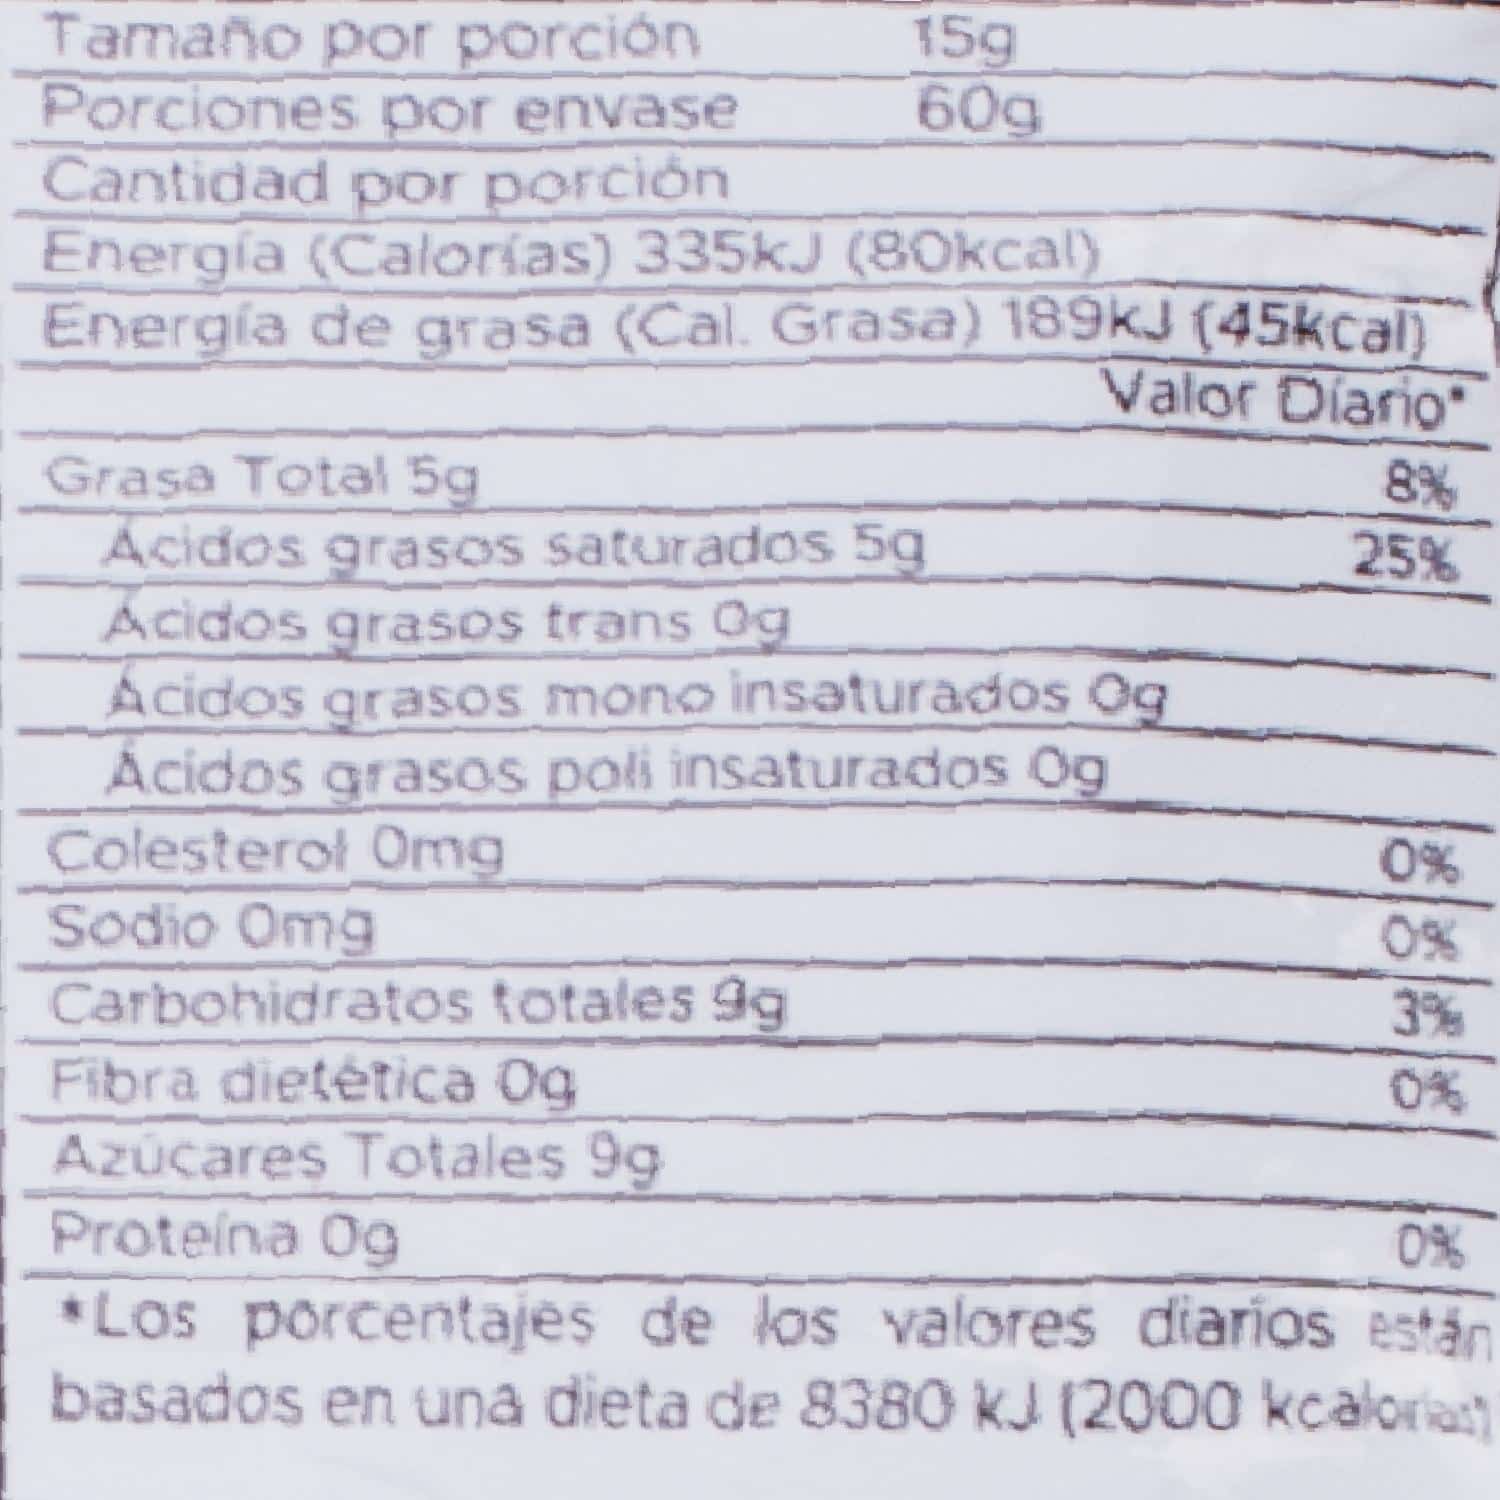 Tamaño por porción 15g
Porciones por envase 60g
Cantidad por porción
Energía (Calorías) 335kJ (80kcal)
Energía de grasa (Cal. Grasa) 189kJ (45kcal)
Valor Diario*
Grasa Total 5g 8%
Ácidos grasos saturados 5g 25%
Ácidos grasos trans 0g
Ácidos grasos mono insaturados 0g
Ácidos grasos poli insaturados 0g
Colesterol 0mg 0%
Sodio 0mg 0%
Carbohidratos totales 9g 3%
Fibra dietética 0g 0%
Azúcares Totales 9g
Proteína 0g 0%
*Los porcentajes de los valores diarios están
basados en una dieta de 8380 kJ (2000 kcalorías)